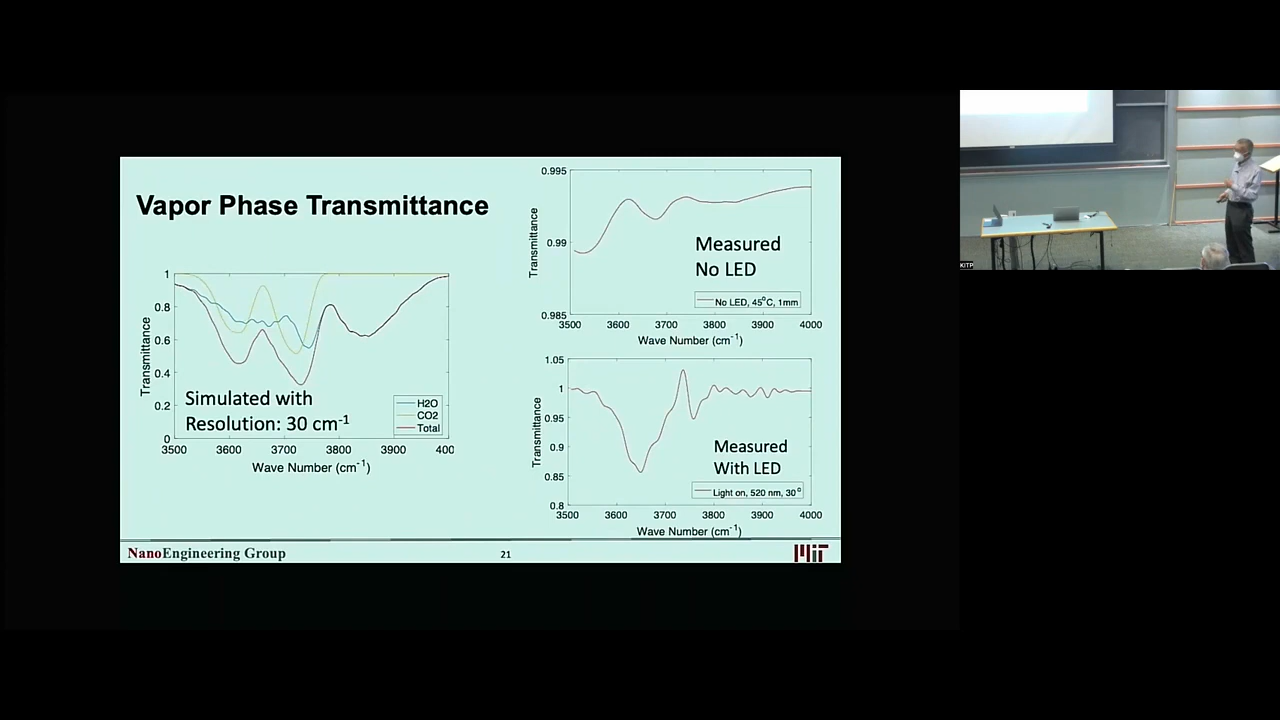 Vapor Phase Transmittance
1
0.8
0.6
0.4
0.2
0
Transmittance
Simulated with
Resolution: 30 cm-1
H2O
CO2
Total
3500 3600 3700 3800 3900 400
Wave Number (cm-1)
0.995
0.99
0.985
Transmittance
Measured
No LED
No LED, 45°C, 1mm
3500 3600 3700 3800 3900 4000
Wave Number (cm-1)
1.05
1
0.95
0.9
0.85
0.8
Transmittance
Measured
With LED
Light on, 520 nm, 30°
3500 3600 3700 3800 3900 4000
Wave Number (cm-1)
NanoEngineering Group
21
MIT
KITP